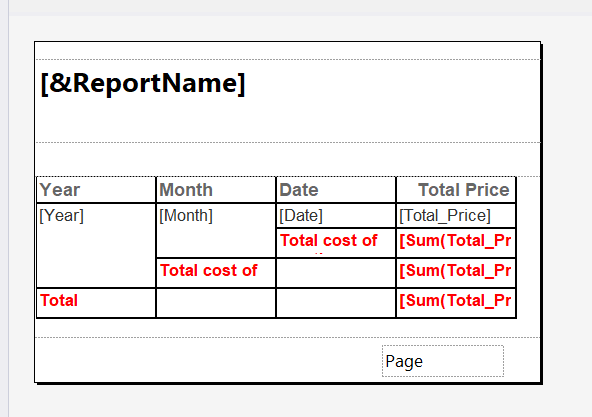 [&ReportName]
Year Month Date Total Price
[Year] [Month] [Date] [Total_Price]
Total cost of [Sum(Total_Pr
Total cost of [Sum(Total_Pr
Total [Sum(Total_Pr
Page